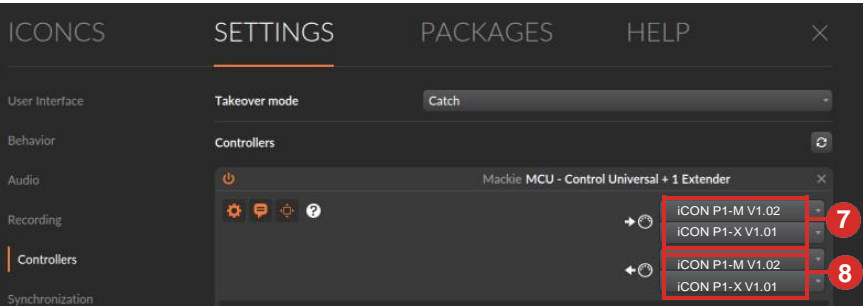 ICONCS SETTINGS PACKAGES HELP
User Interface Takeover mode Catch
Behavior Controllers
Audio Mackie MCU - Control Universal + 1 Extender
Recording iCON P1-M V1.02 7
iCON P1-X V1.01
Controllers iCON P1-M V1.02 8
Synchronization iCON P1-X V1.01